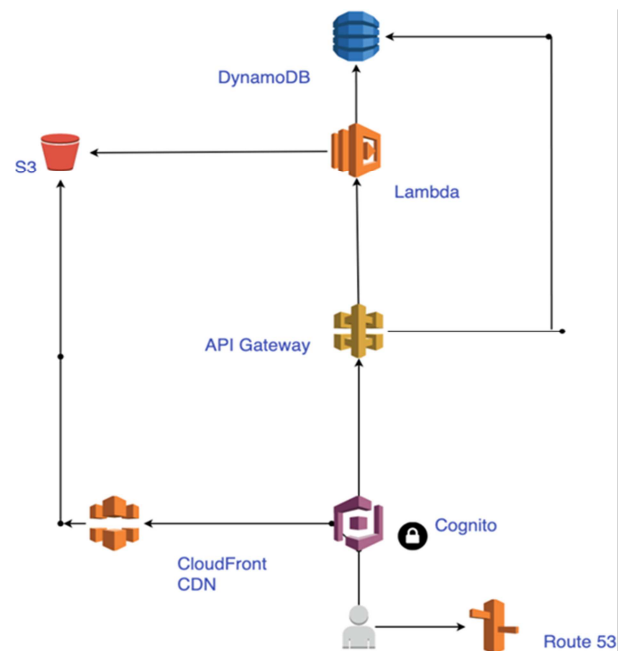 DynamoDB
S3
Lambda
API Gateway
Cognito
CloudFront
CDN
Route 53